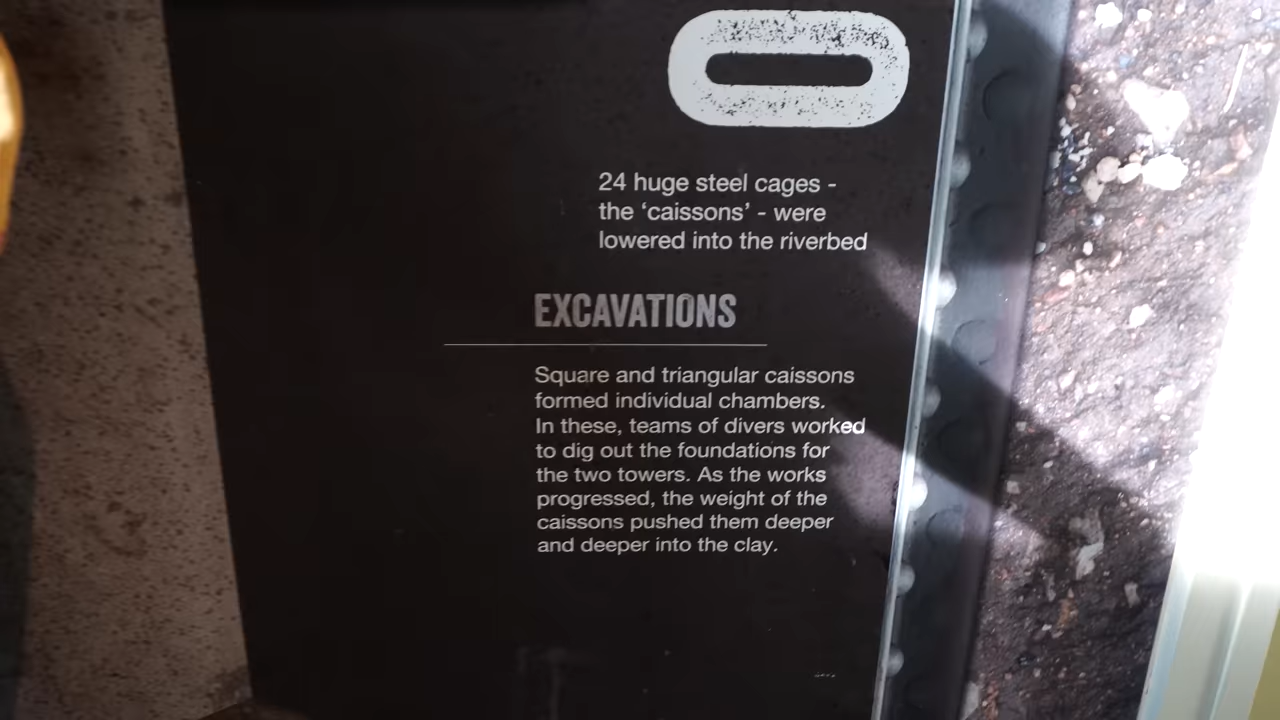 24 huge steel cages -
the ‘caissons’ - were
lowered into the riverbed
EXCAVATIONS
Square and triangular caissons
formed individual chambers.
In these, teams of divers worked
to dig out the foundations for
the two towers. As the works
progressed, the weight of the
caissons pushed them deeper
and deeper into the clay.